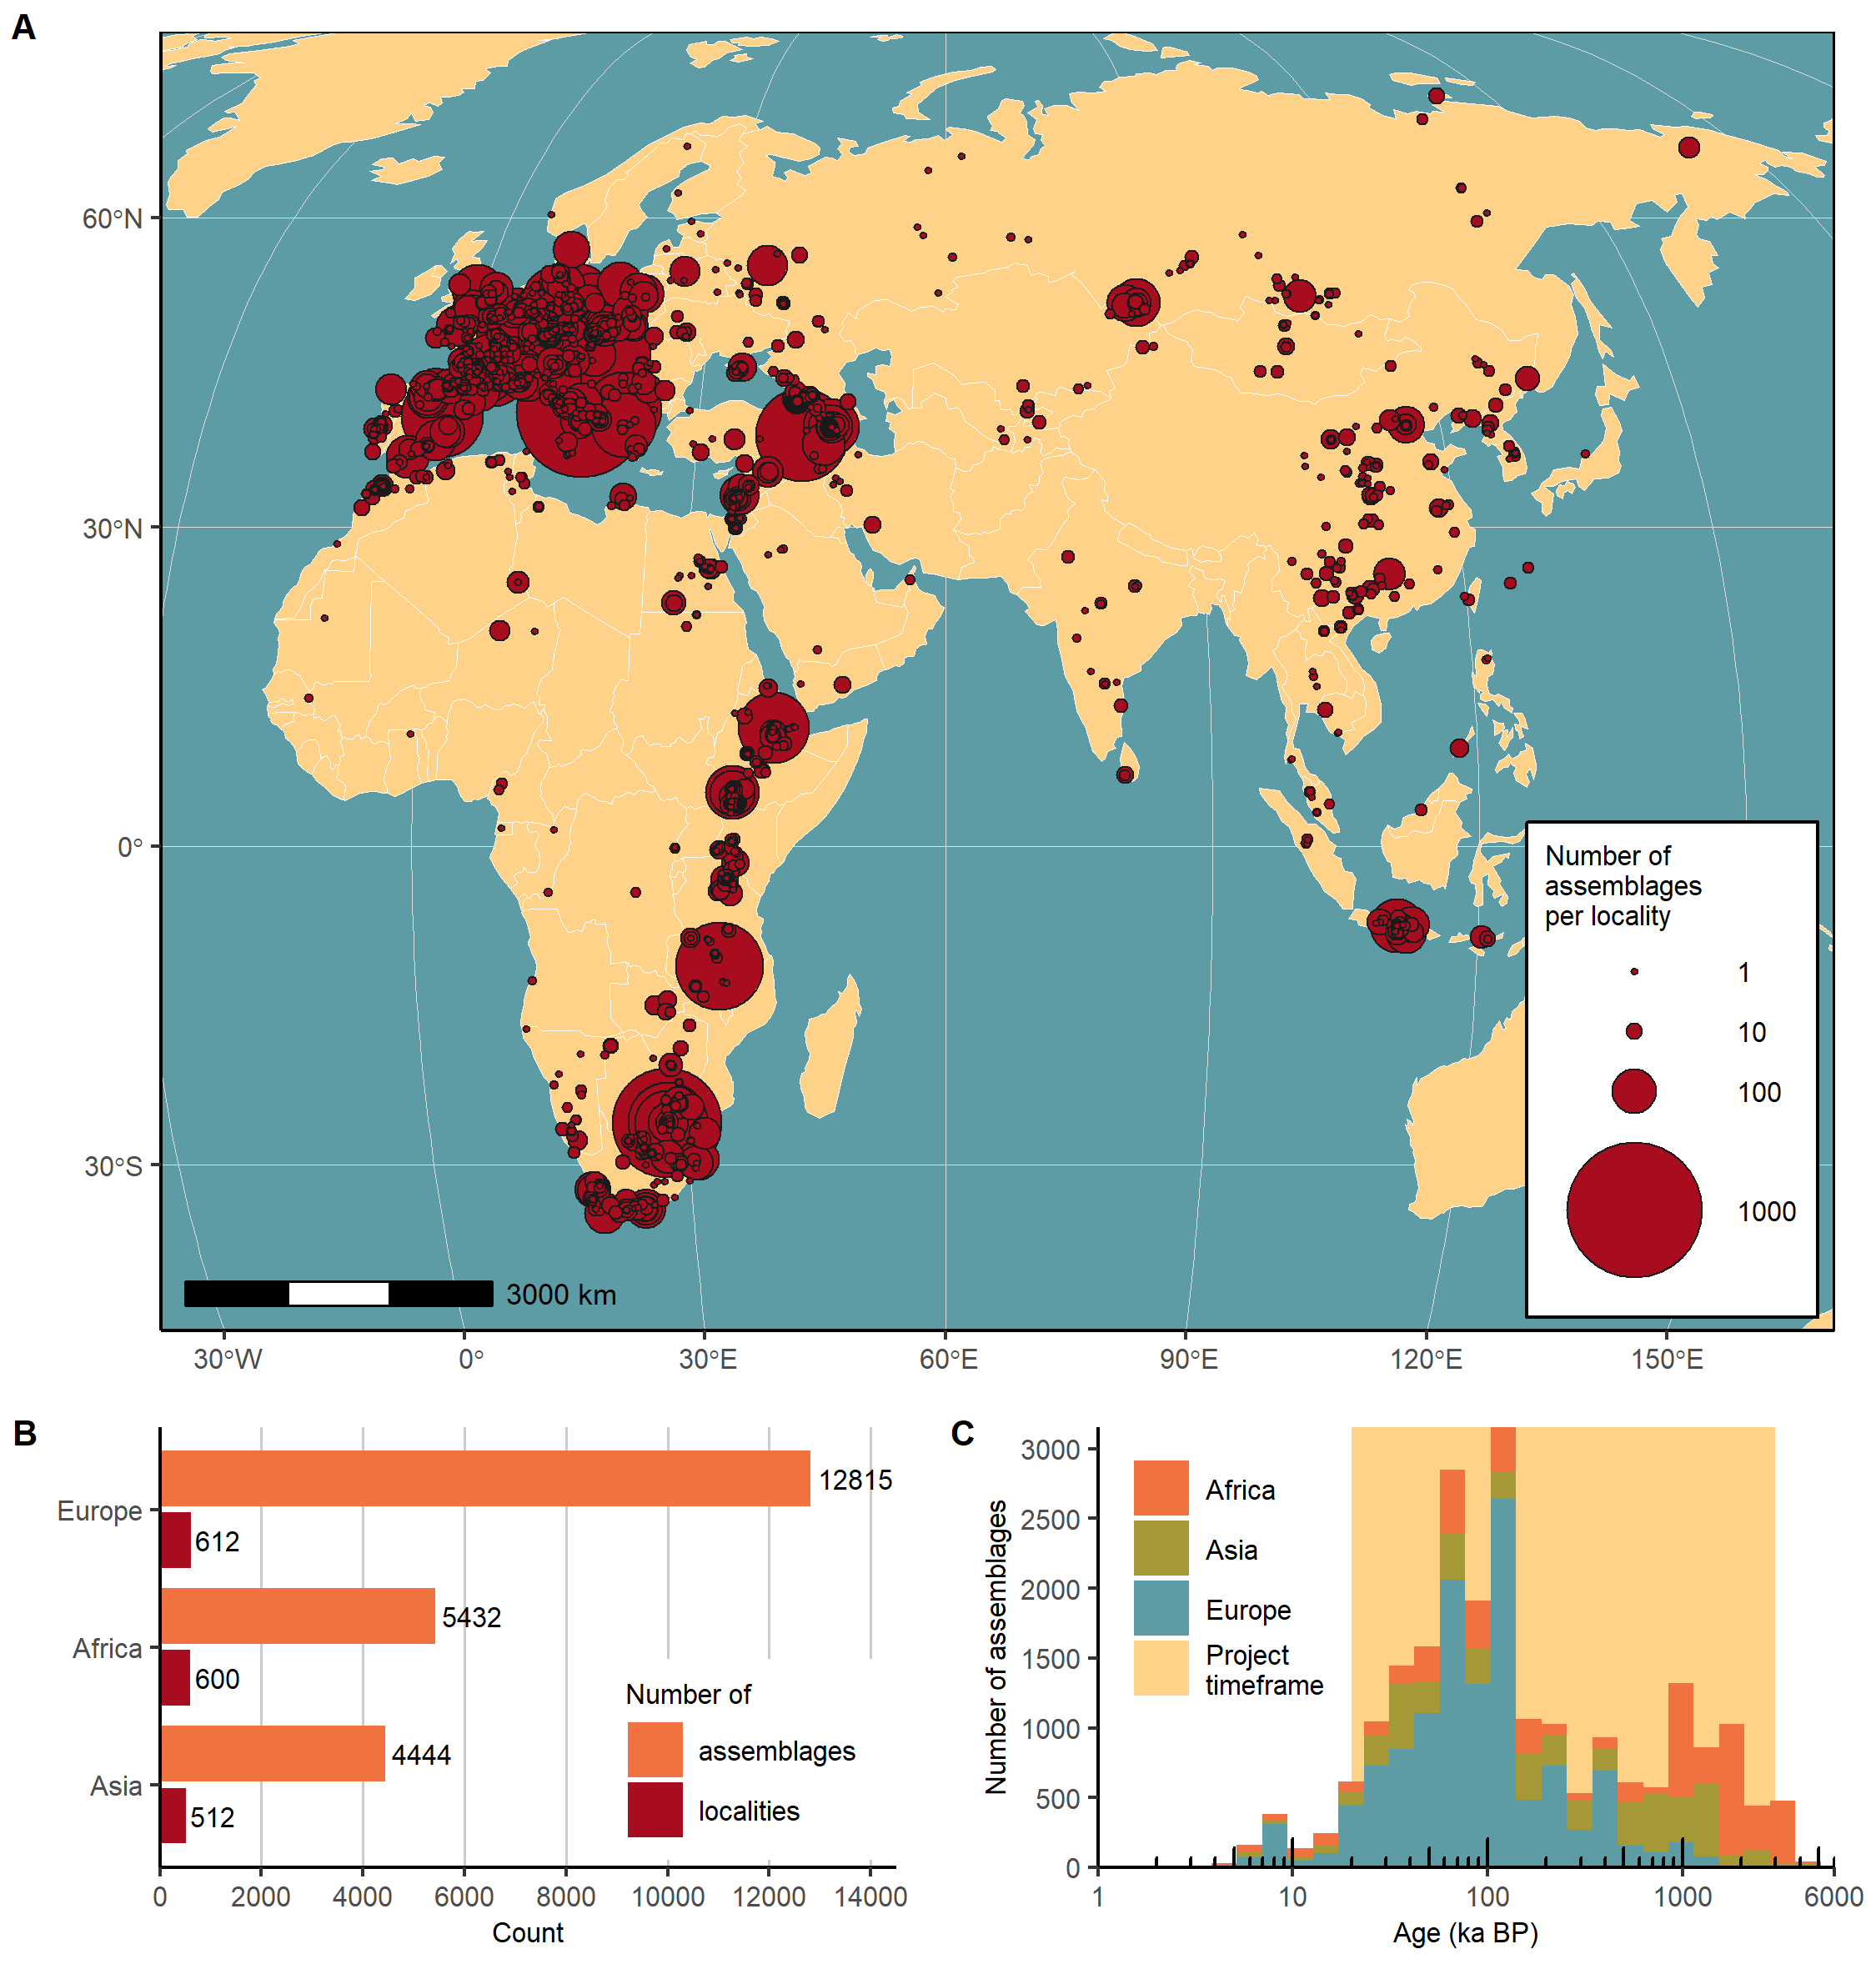 A
60°N
30°N
0°
30°S
30°W
0°
30°E
60°E
90°E
120°E
150°E
3000 km
Number of
assemblages
per locality
1
10
100
1000
B
Europe
Africa
Asia
12815
612
5432
600
4444
512
Number of
assemblages
localities
0
2000
4000
6000
8000
10000
12000
14000
Count
C
Number of assemblages
3000
2500
2000
1500
1000
500
0
Africa
Asia
Europe
Project
timeframe
1
10
100
1000
6000
Age (ka BP)